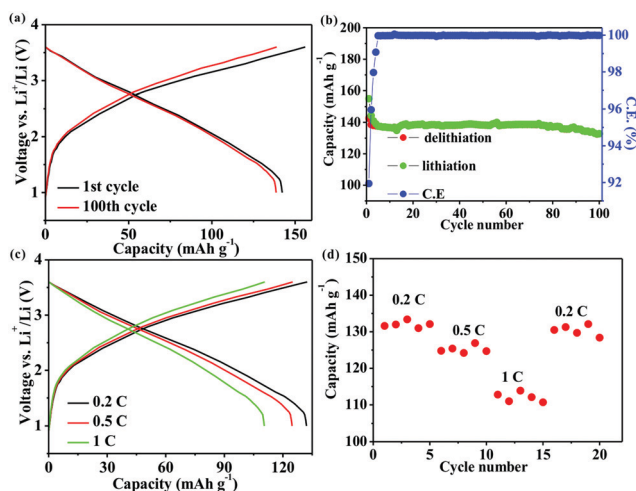 (a)
Voltage vs. Li⁺/Li (V)
3
2
1
1st cycle
100th cycle
0 50 100 150
Capacity (mAh g⁻¹)
(b)
Capacity (mAh g⁻¹)
200
180
160
140
120
100
delithiation
lithiation
C.E
0 20 40 60 80 100
Cycle number
100
98
96
94
92
C.E. (%)
(c)
Voltage vs. Li⁺/Li (V)
4
3
2
1
0.2 C
0.5 C
1 C
0 30 60 90 120
Capacity (mAh g⁻¹)
(d)
Capacity (mAh g⁻¹)
150
140
130
120
110
100
0.2 C
0.5 C
1 C
0.2 C
0 5 10 15 20
Cycle number